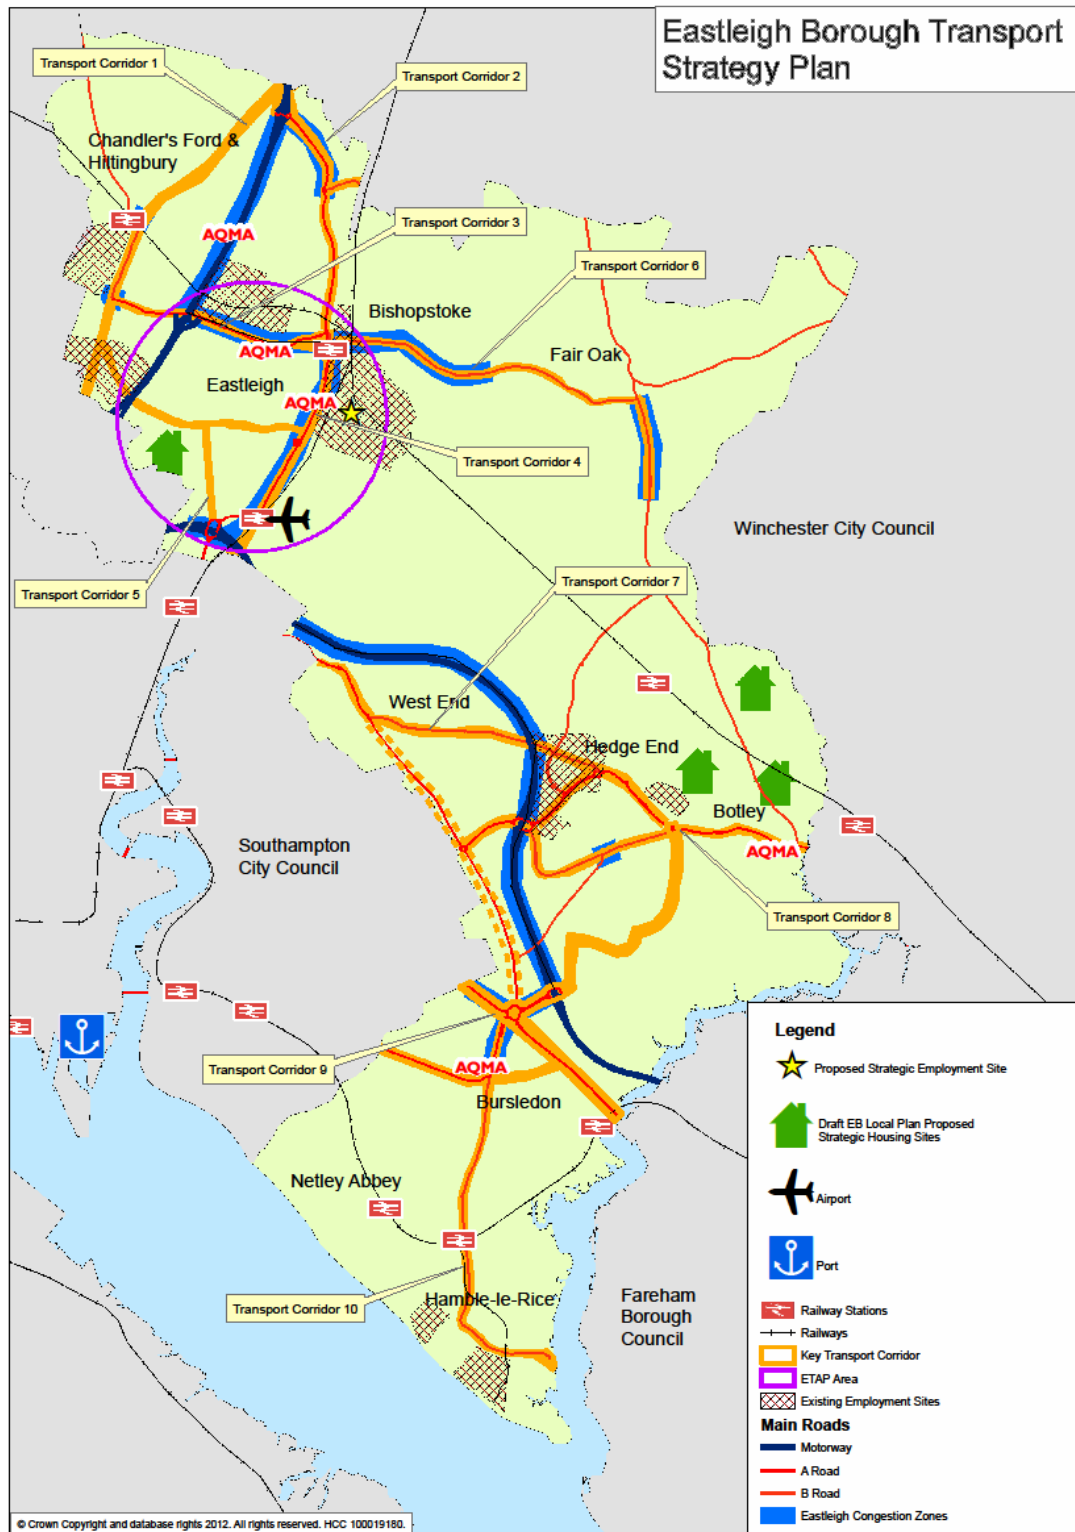 Eastleigh Borough Transport
Strategy Plan
Transport Corridor 1
Transport Corridor 2
Chandler's Ford &
Hiltingbury
AQMA
Transport Corridor 3
Transport Corridor 6
Bishopstoke
Fair Oak
AQMA
Eastleigh
AQMA
Transport Corridor 4
Winchester City Council
Transport Corridor 5
Transport Corridor 7
West End
Hedge End
Botley
AQMA
Southampton
City Council
Transport Corridor 8
Transport Corridor 9
AQMA
Bursledon
Netley Abbey
Transport Corridor 10
Hamble-le-Rice
Fareham
Borough
Council
Legend
Proposed Strategic Employment Site
Draft EB Local Plan Proposed
Strategic Housing Sites
Airport
Port
Railway Stations
Railways
Key Transport Corridor
ETAP Area
Existing Employment Sites
Main Roads
Motorway
A Road
B Road
Eastleigh Congestion Zones
© Crown Copyright and database rights 2012. All rights reserved. HCC 100019180.